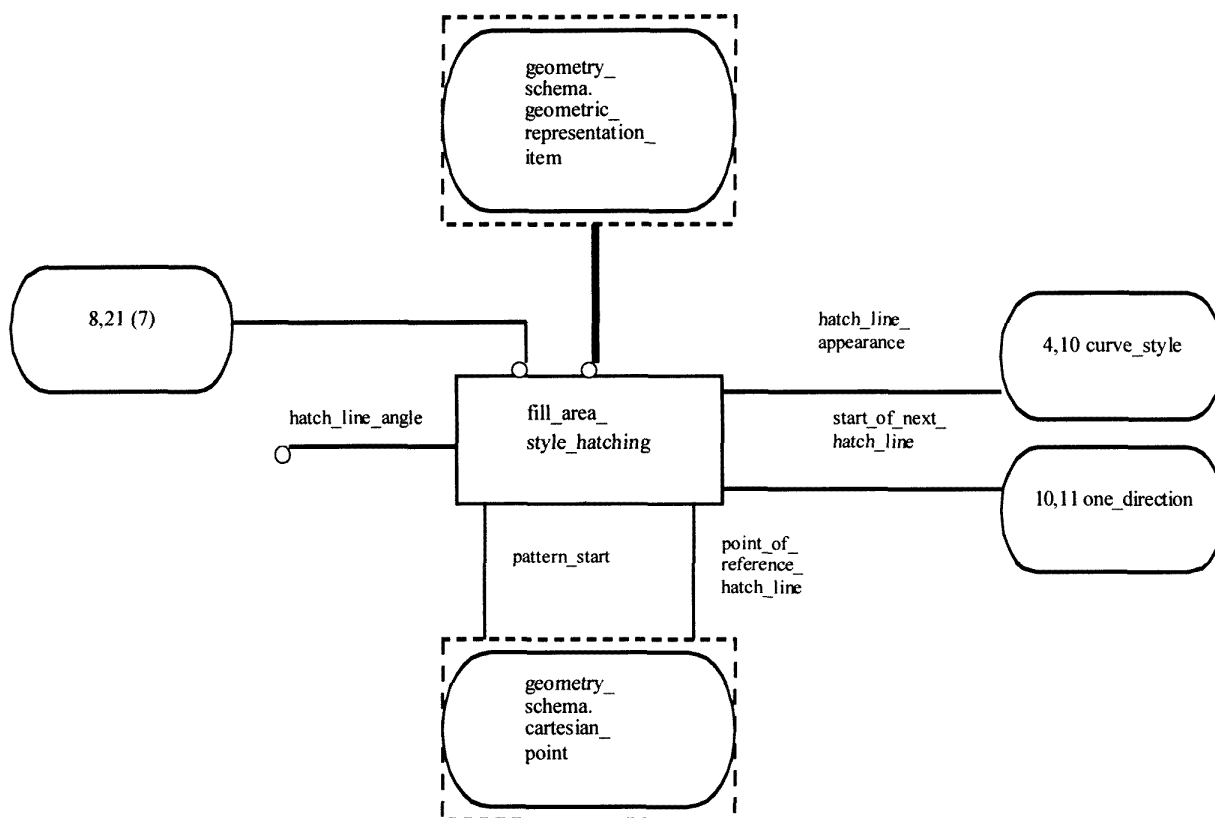 geometry_
schema.
geometric_
representation_
item
8,21 (7)
hatch_line_
appearance
4,10 curve_style
hatch_line_angle
fill_area_
style_hatching
start_of_next_
hatch_line
10,11 one_direction
pattern_start
point_of_
reference_
hatch_line
geometry_
schema.
cartesian_
point